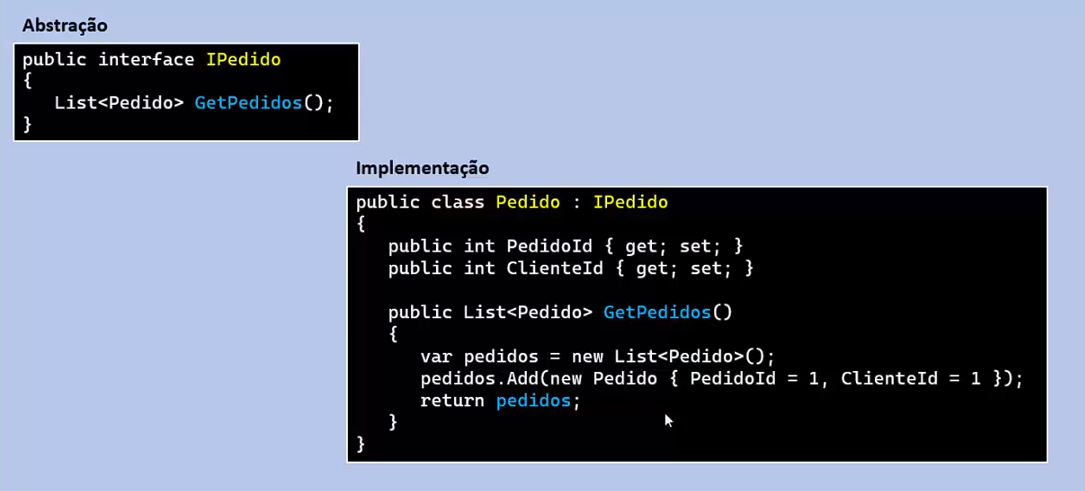 Abstração
public interface IPedido
{
List<Pedido> GetPedidos();
}
Implementação
public class Pedido : IPedido
{
public int PedidoId { get; set; }
public int ClienteId { get; set; }
public List<Pedido> GetPedidos()
{
var pedidos = new List<Pedido>();
pedidos.Add(new Pedido { PedidoId = 1, ClienteId = 1 });
return pedidos;
}
}